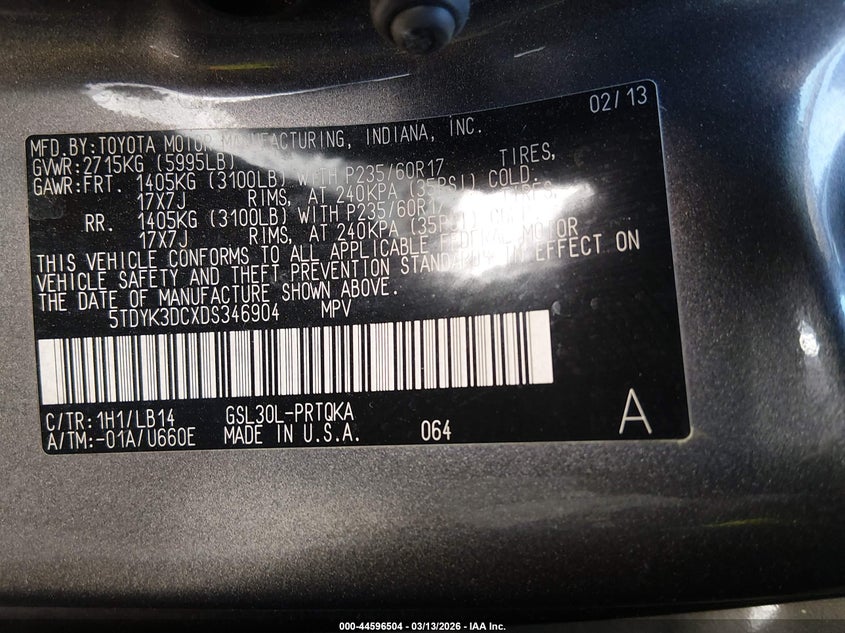 02/13
MFD.BY:TOYOTA MOTOR MANUFACTURING, INDIANA, INC.
GVWR:2715KG (5995LB)
GAWR:FRT. 1405KG (3100LB) WITH P235/60R17 TIRES,
17X7J RIMS, AT 240KPA (35PSI) COLD.
RR. 1405KG (3100LB) WITH P235/60R17 TIRES,
17X7J RIMS, AT 240KPA (35PSI) COLD.
THIS VEHICLE CONFORMS TO ALL APPLICABLE FEDERAL MOTOR
VEHICLE SAFETY AND THEFT PREVENTION STANDARDS IN EFFECT ON
THE DATE OF MANUFACTURE SHOWN ABOVE.
5TDYK3DCXDS346904 MPV
C/TR:1H1/LB14 GSL30L-PRTQKA
A/TM:-01A/U660E MADE IN U.S.A. 064
A
000-44596504 | 03/13/2026 - IAA Inc.